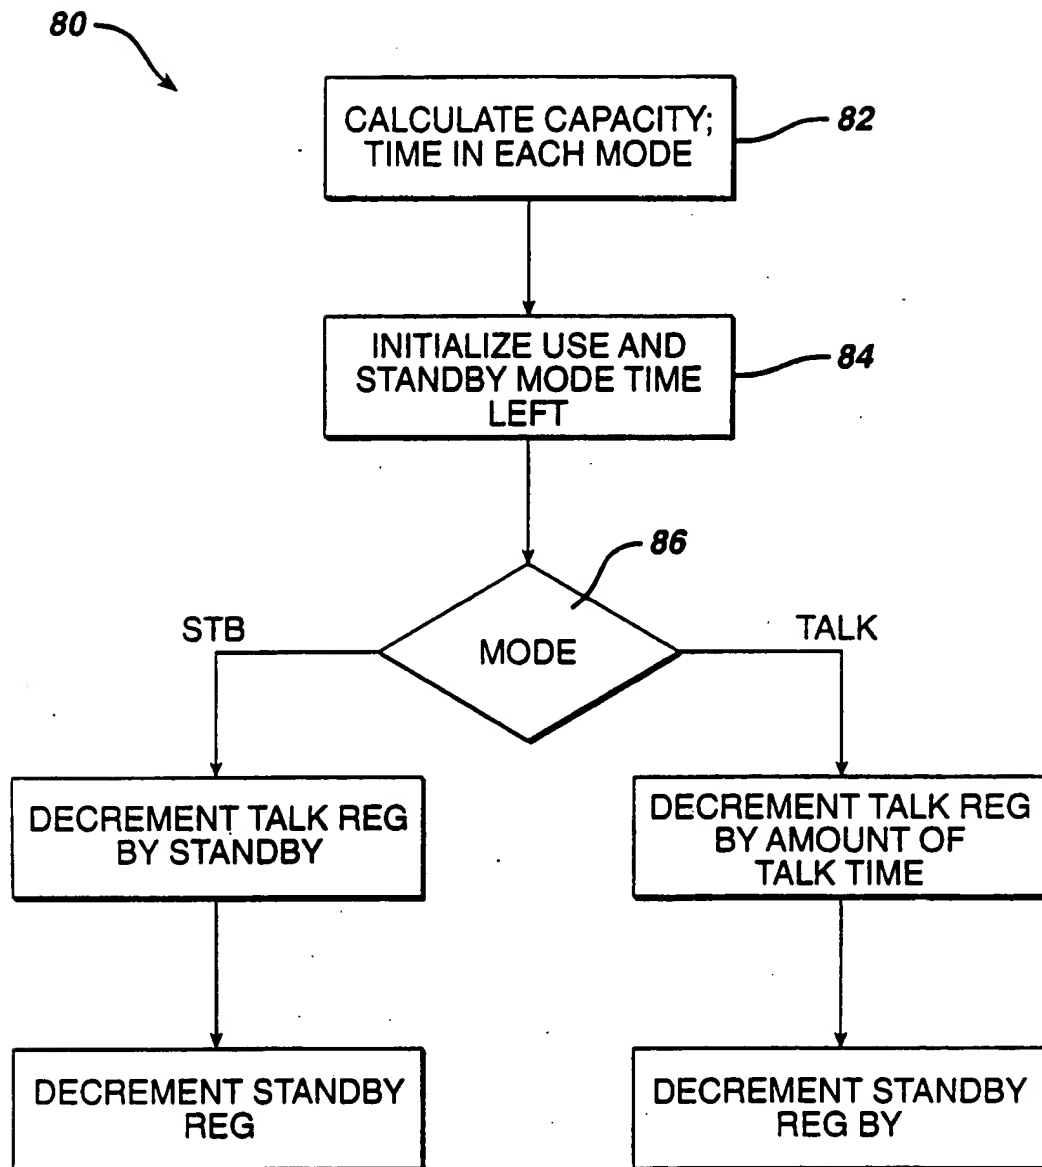 80
CALCULATE CAPACITY;
TIME IN EACH MODE
82
INITIALIZE USE AND
STANDBY MODE TIME
LEFT
84
86
STB
MODE
TALK
DECREMENT TALK REG
BY STANDBY
DECREMENT TALK REG
BY AMOUNT OF
TALK TIME
DECREMENT STANDBY
REG
DECREMENT STANDBY
REG BY